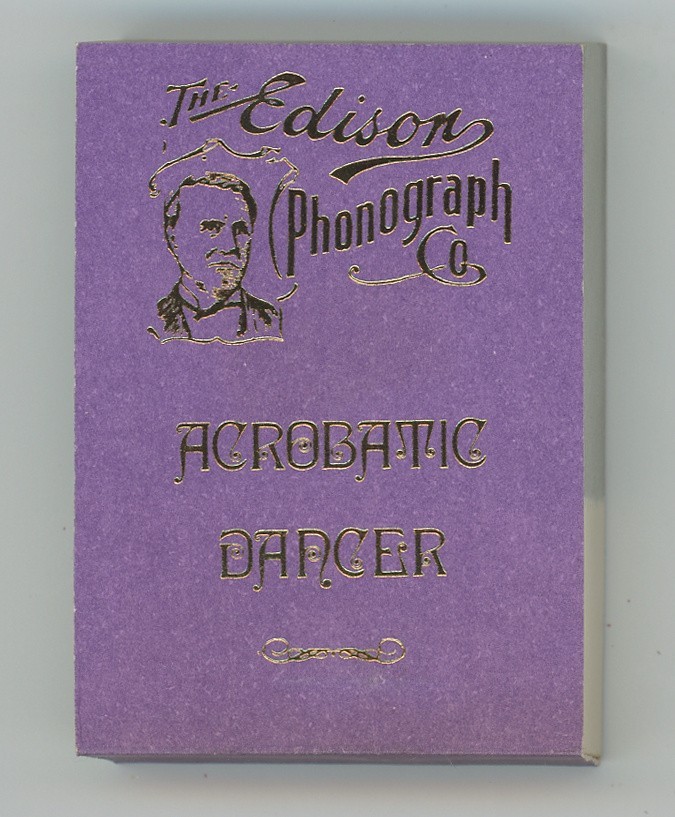 The Edison
Phonograph
Co
ACROBATIC
DANCER